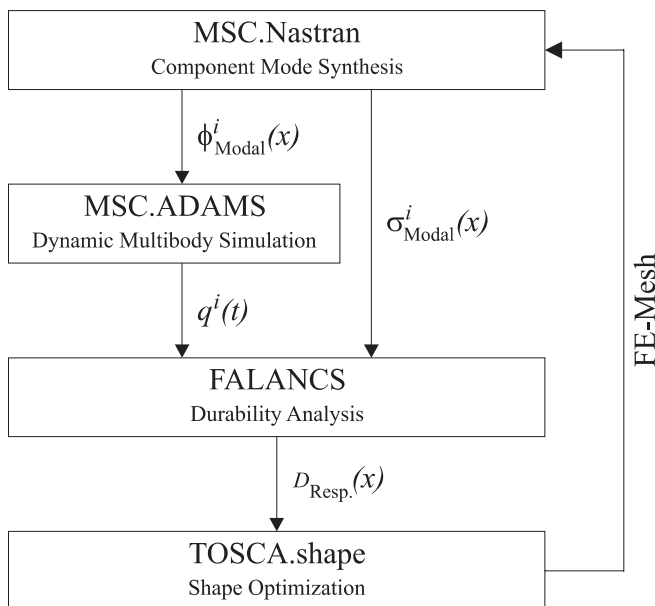 MSC.Nastran
Component Mode Synthesis
ϕ^i_Modal(x)
MSC.ADAMS
Dynamic Multibody Simulation
σ^i_Modal(x)
q^i(t)
FE-Mesh
FALANCS
Durability Analysis
D_Resp.(x)
TOSCA.shape
Shape Optimization